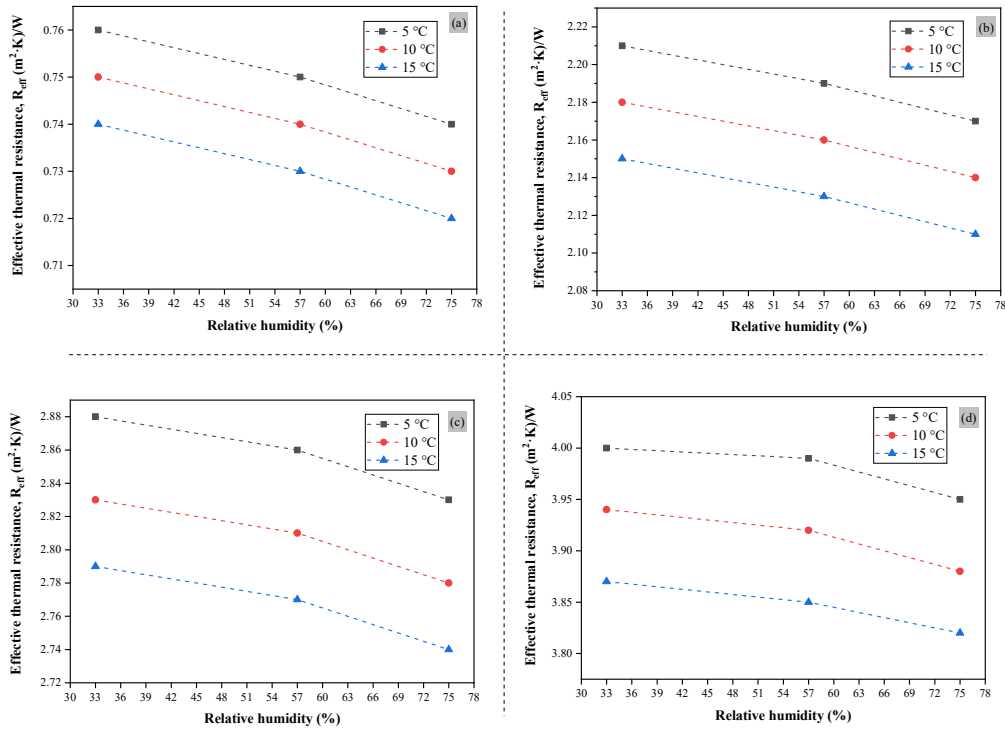 (a)
5 °C
10 °C
15 °C
Effective thermal resistance, R_eff (m²·K)/W
0.76
0.75
0.74
0.73
0.72
0.71
30 33 36 39 42 45 48 51 54 57 60 63 66 69 72 75 78
Relative humidity (%)
(b)
5 °C
10 °C
15 °C
Effective thermal resistance, R_eff (m²·K)/W
2.20
2.18
2.16
2.14
2.12
2.10
2.08
30 33 36 39 42 45 48 51 54 57 60 63 66 69 72 75 78
Relative humidity (%)
(c)
5 °C
10 °C
15 °C
Effective thermal resistance, R_eff (m²·K)/W
2.88
2.86
2.84
2.82
2.80
2.78
2.76
2.74
2.72
30 33 36 39 42 45 48 51 54 57 60 63 66 69 72 75 78
Relative humidity (%)
(d)
5 °C
10 °C
15 °C
Effective thermal resistance, R_eff (m²·K)/W
4.05
4.00
3.95
3.90
3.85
3.80
30 33 36 39 42 45 48 51 54 57 60 63 66 69 72 75 78
Relative humidity (%)